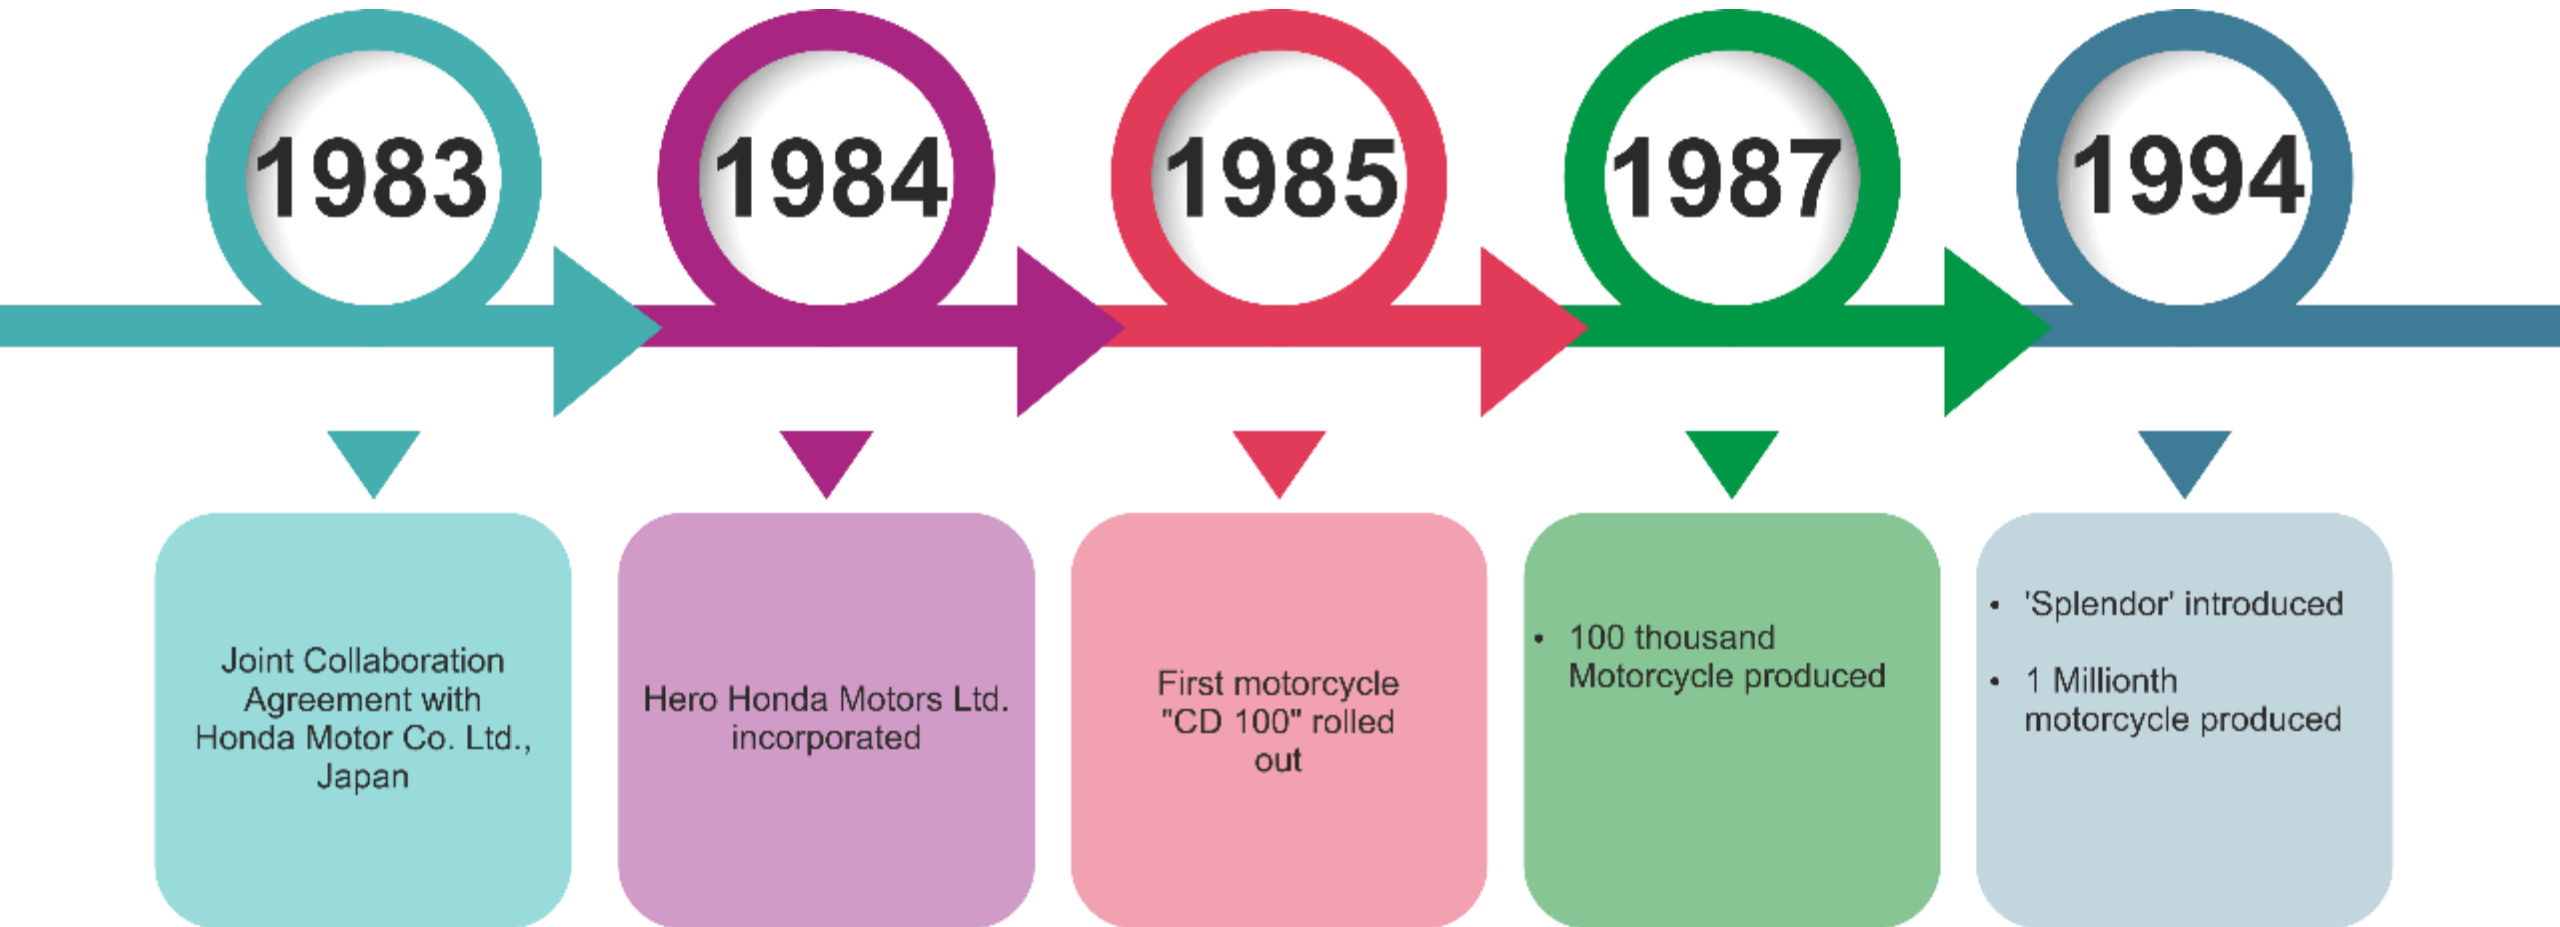 1983
1984
1985
1987
1994
Joint Collaboration
Agreement with
Honda Motor Co. Ltd.,
Japan
Hero Honda Motors Ltd.
incorporated
First motorcycle
"CD 100" rolled
out
• 100 thousand
Motorcycle produced
• 'Splendor' introduced
• 1 Millionth
motorcycle produced